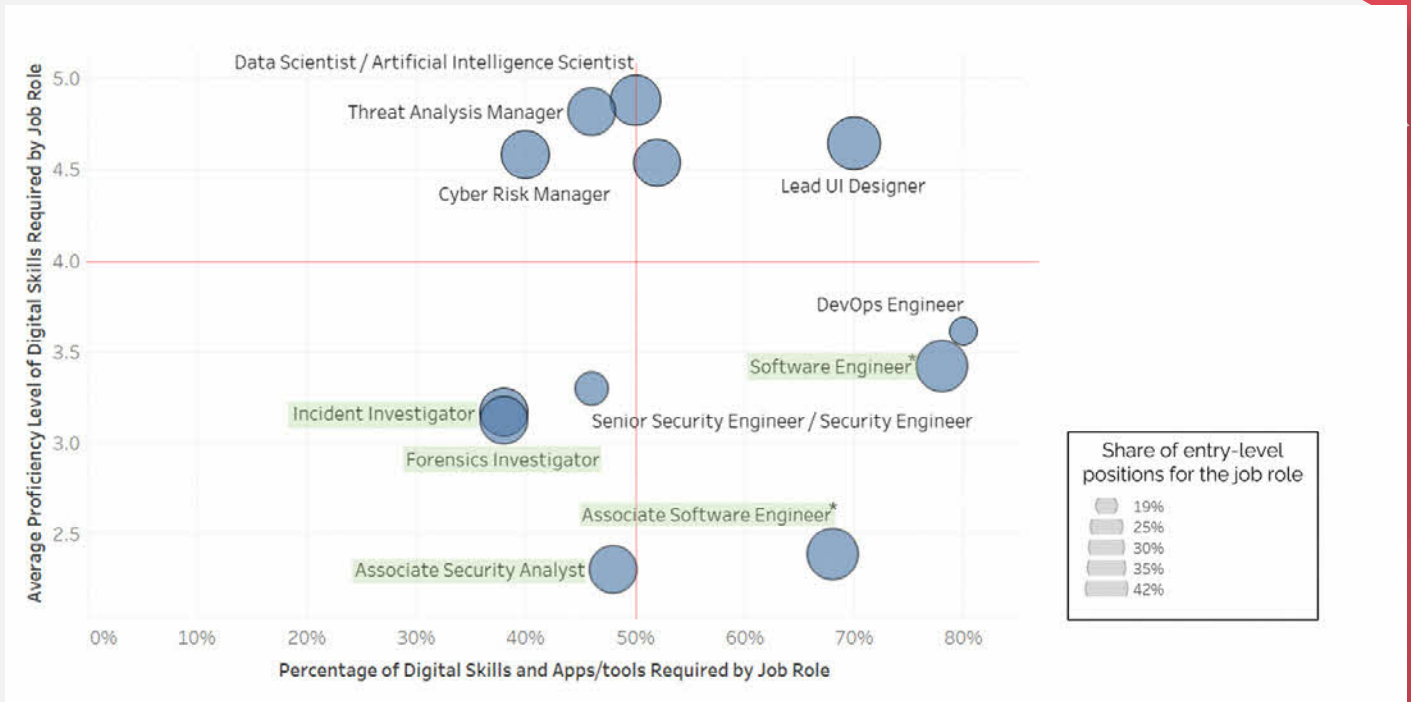 Average Proficiency Level of Digital Skills Required by Job Role
5.0
4.5
4.0
3.5
3.0
2.5
Data Scientist / Artificial Intelligence Scientist
Threat Analysis Manager
Cyber Risk Manager
Lead UI Designer
DevOps Engineer
Software Engineer*
Incident Investigator
Senior Security Engineer / Security Engineer
Forensics Investigator
Associate Software Engineer*
Associate Security Analyst
0% 10% 20% 30% 40% 50% 60% 70% 80%
Percentage of Digital Skills and Apps/tools Required by Job Role
Share of entry-level
positions for the job role
19%
25%
30%
35%
42%